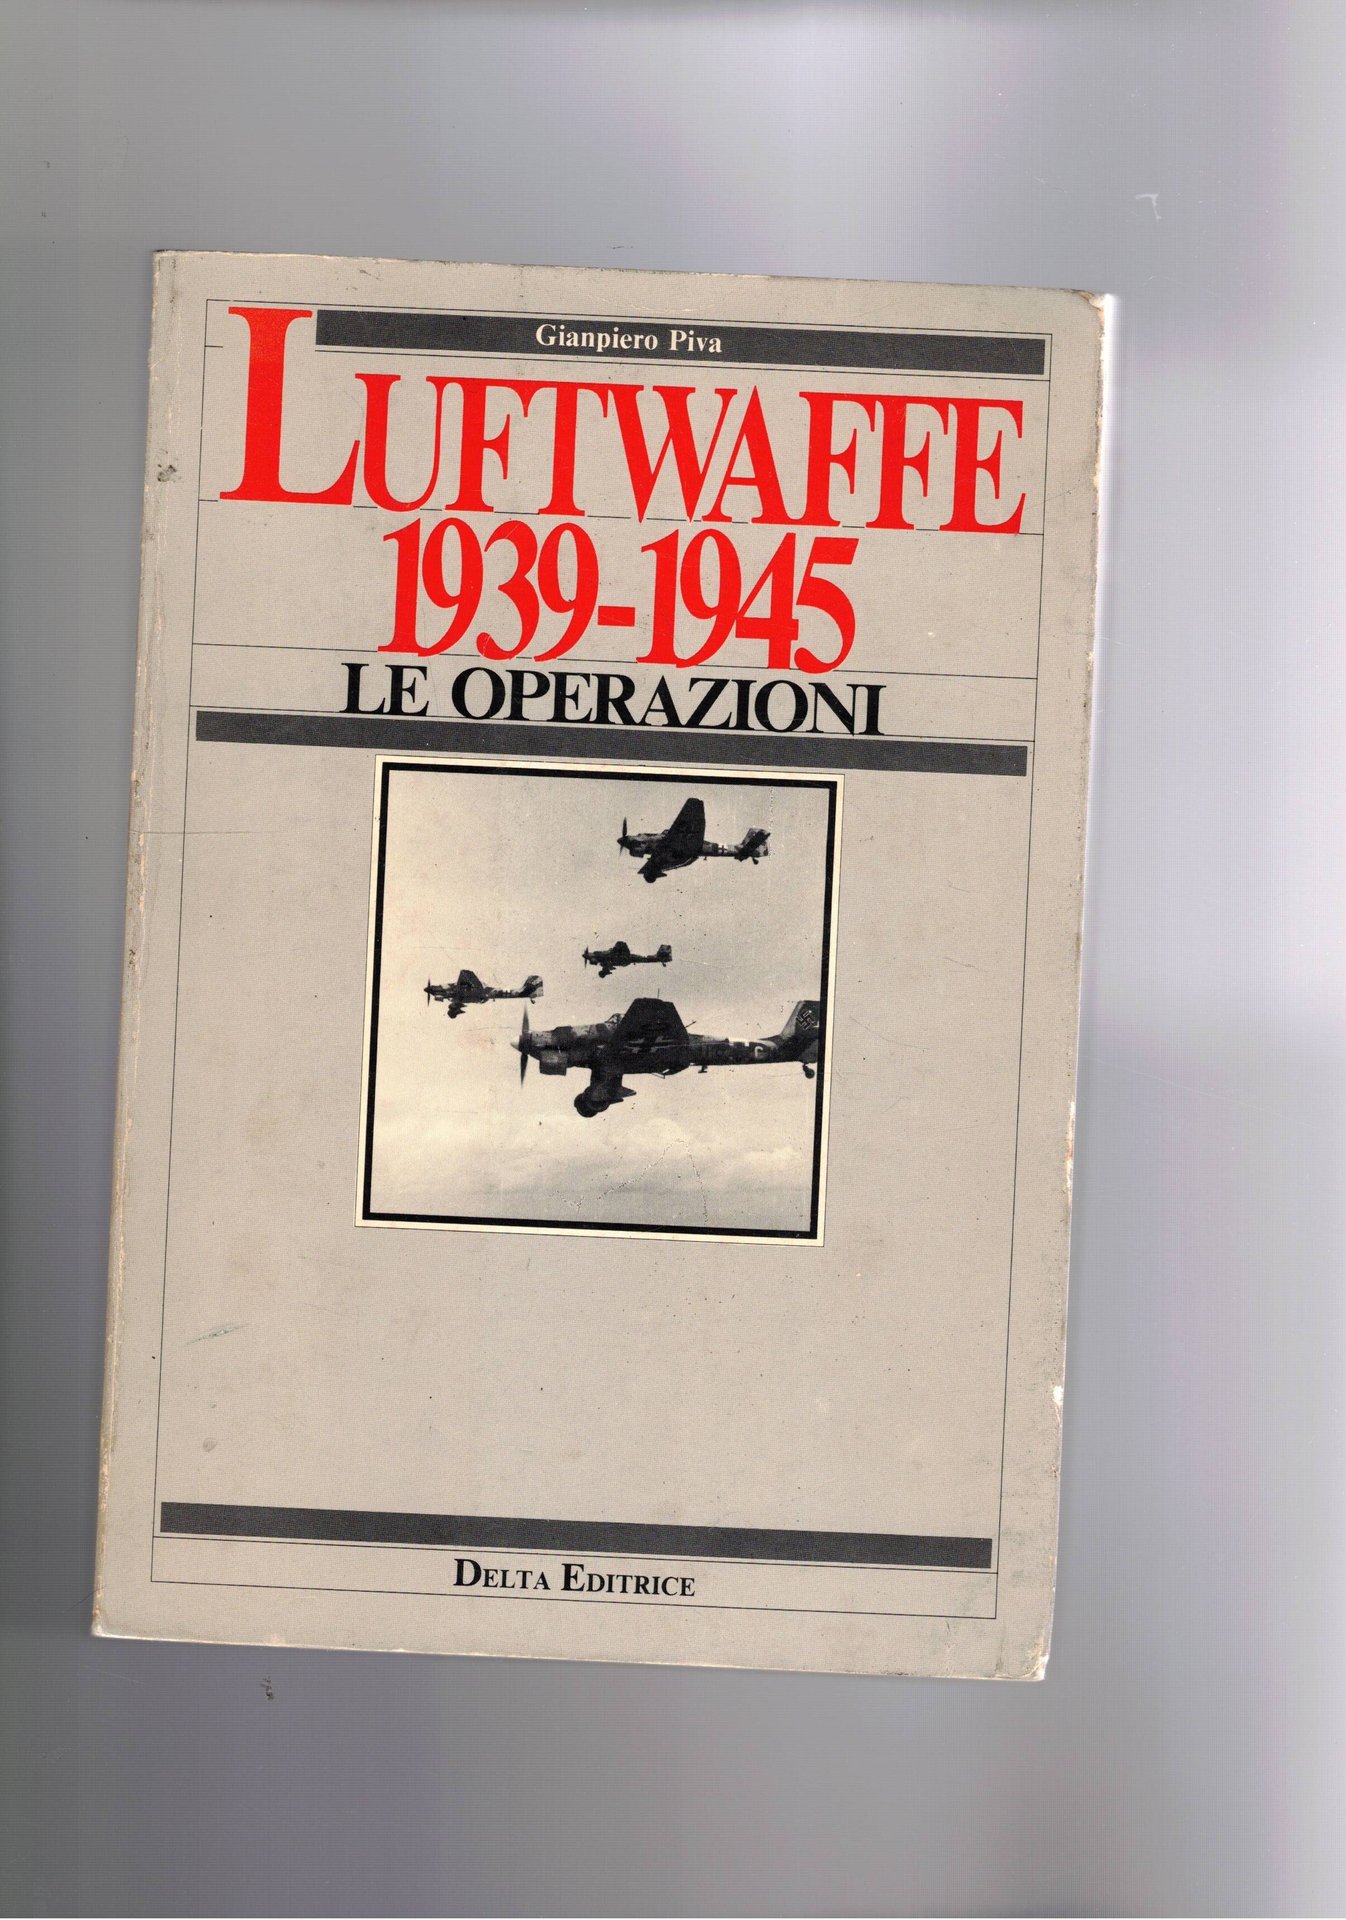 Gianpiero Piva
LUFTWAFFE
1939-1945
LE OPERAZIONI
DELTA EDITRICE